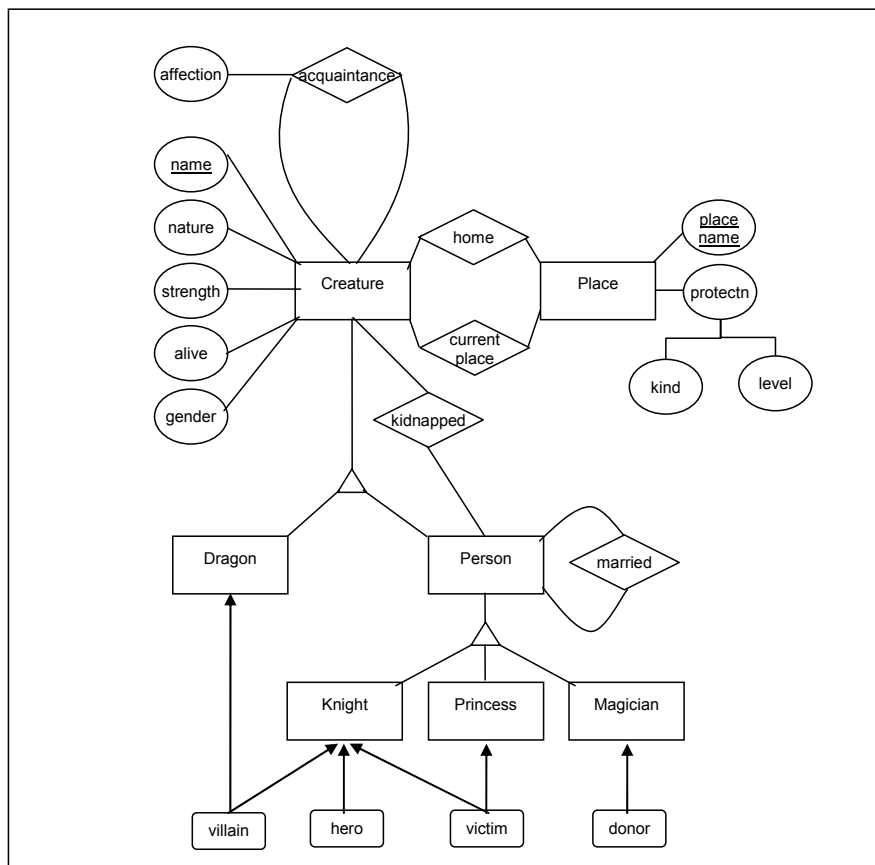 affection
acquaintance
name
nature
home
place
name
strength
Creature
Place
protectn
alive
current
place
kind
level
gender
kidnapped
Dragon
Person
married
Knight
Princess
Magician
villain
hero
victim
donor